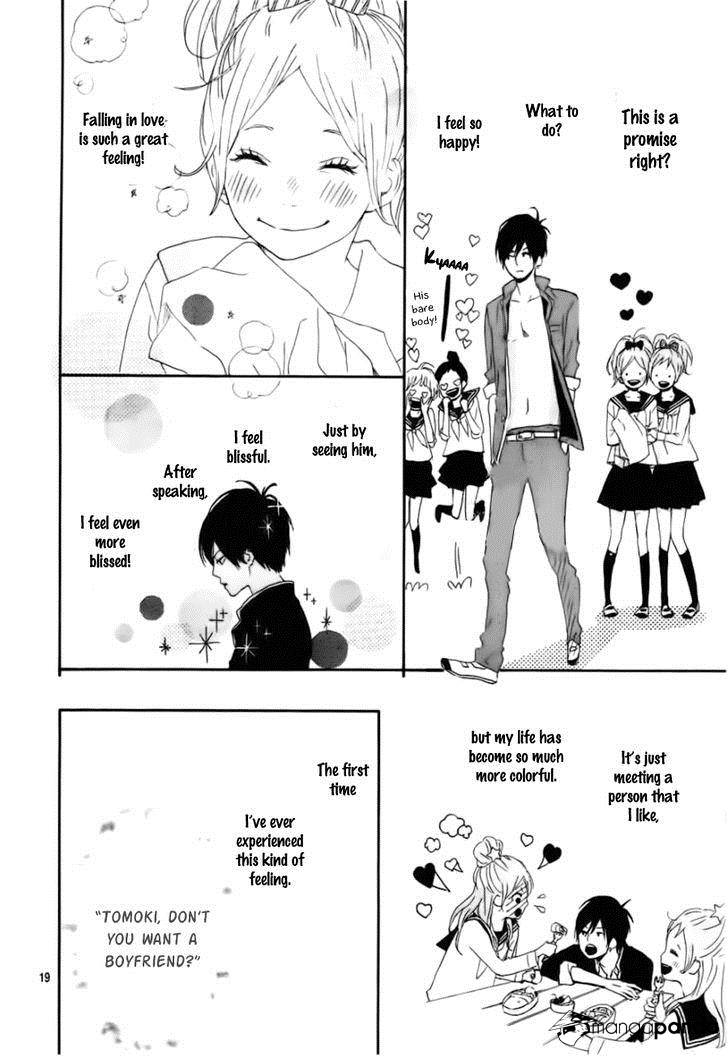 This is a
promise
right?
What to
do?
I feel so
happy!
Kyaaaa
His
bare
body!
Falling in love
is such a great
feeling!
Just by
seeing him,
I feel
blissful.
After
speaking,
I feel even
more
blissed!
It's just
meeting a
person that
I like,
but my life has
become so much
more colorful.
The first
time
I've ever
experienced
this kind of
feeling.
"TOMOKI, DON'T
YOU WANT A
BOYFRIEND?"
19